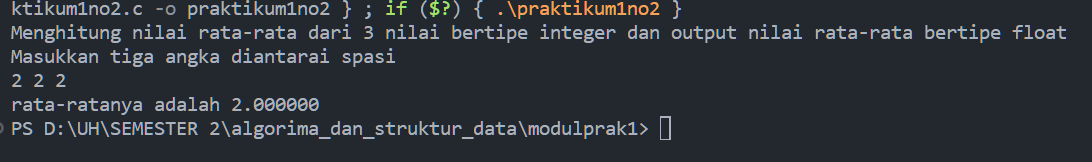 ktikum1no2.c -o praktikum1no2 } ; if ($?) { .\praktikum1no2 }
Menghitung nilai rata-rata dari 3 nilai bertipe integer dan output nilai rata-rata bertipe float
Masukkan tiga angka diantarai spasi
2 2 2
rata-ratanya adalah 2.000000
PS D:\UH\SEMESTER 2\algorima_dan_struktur_data\modulprak1>